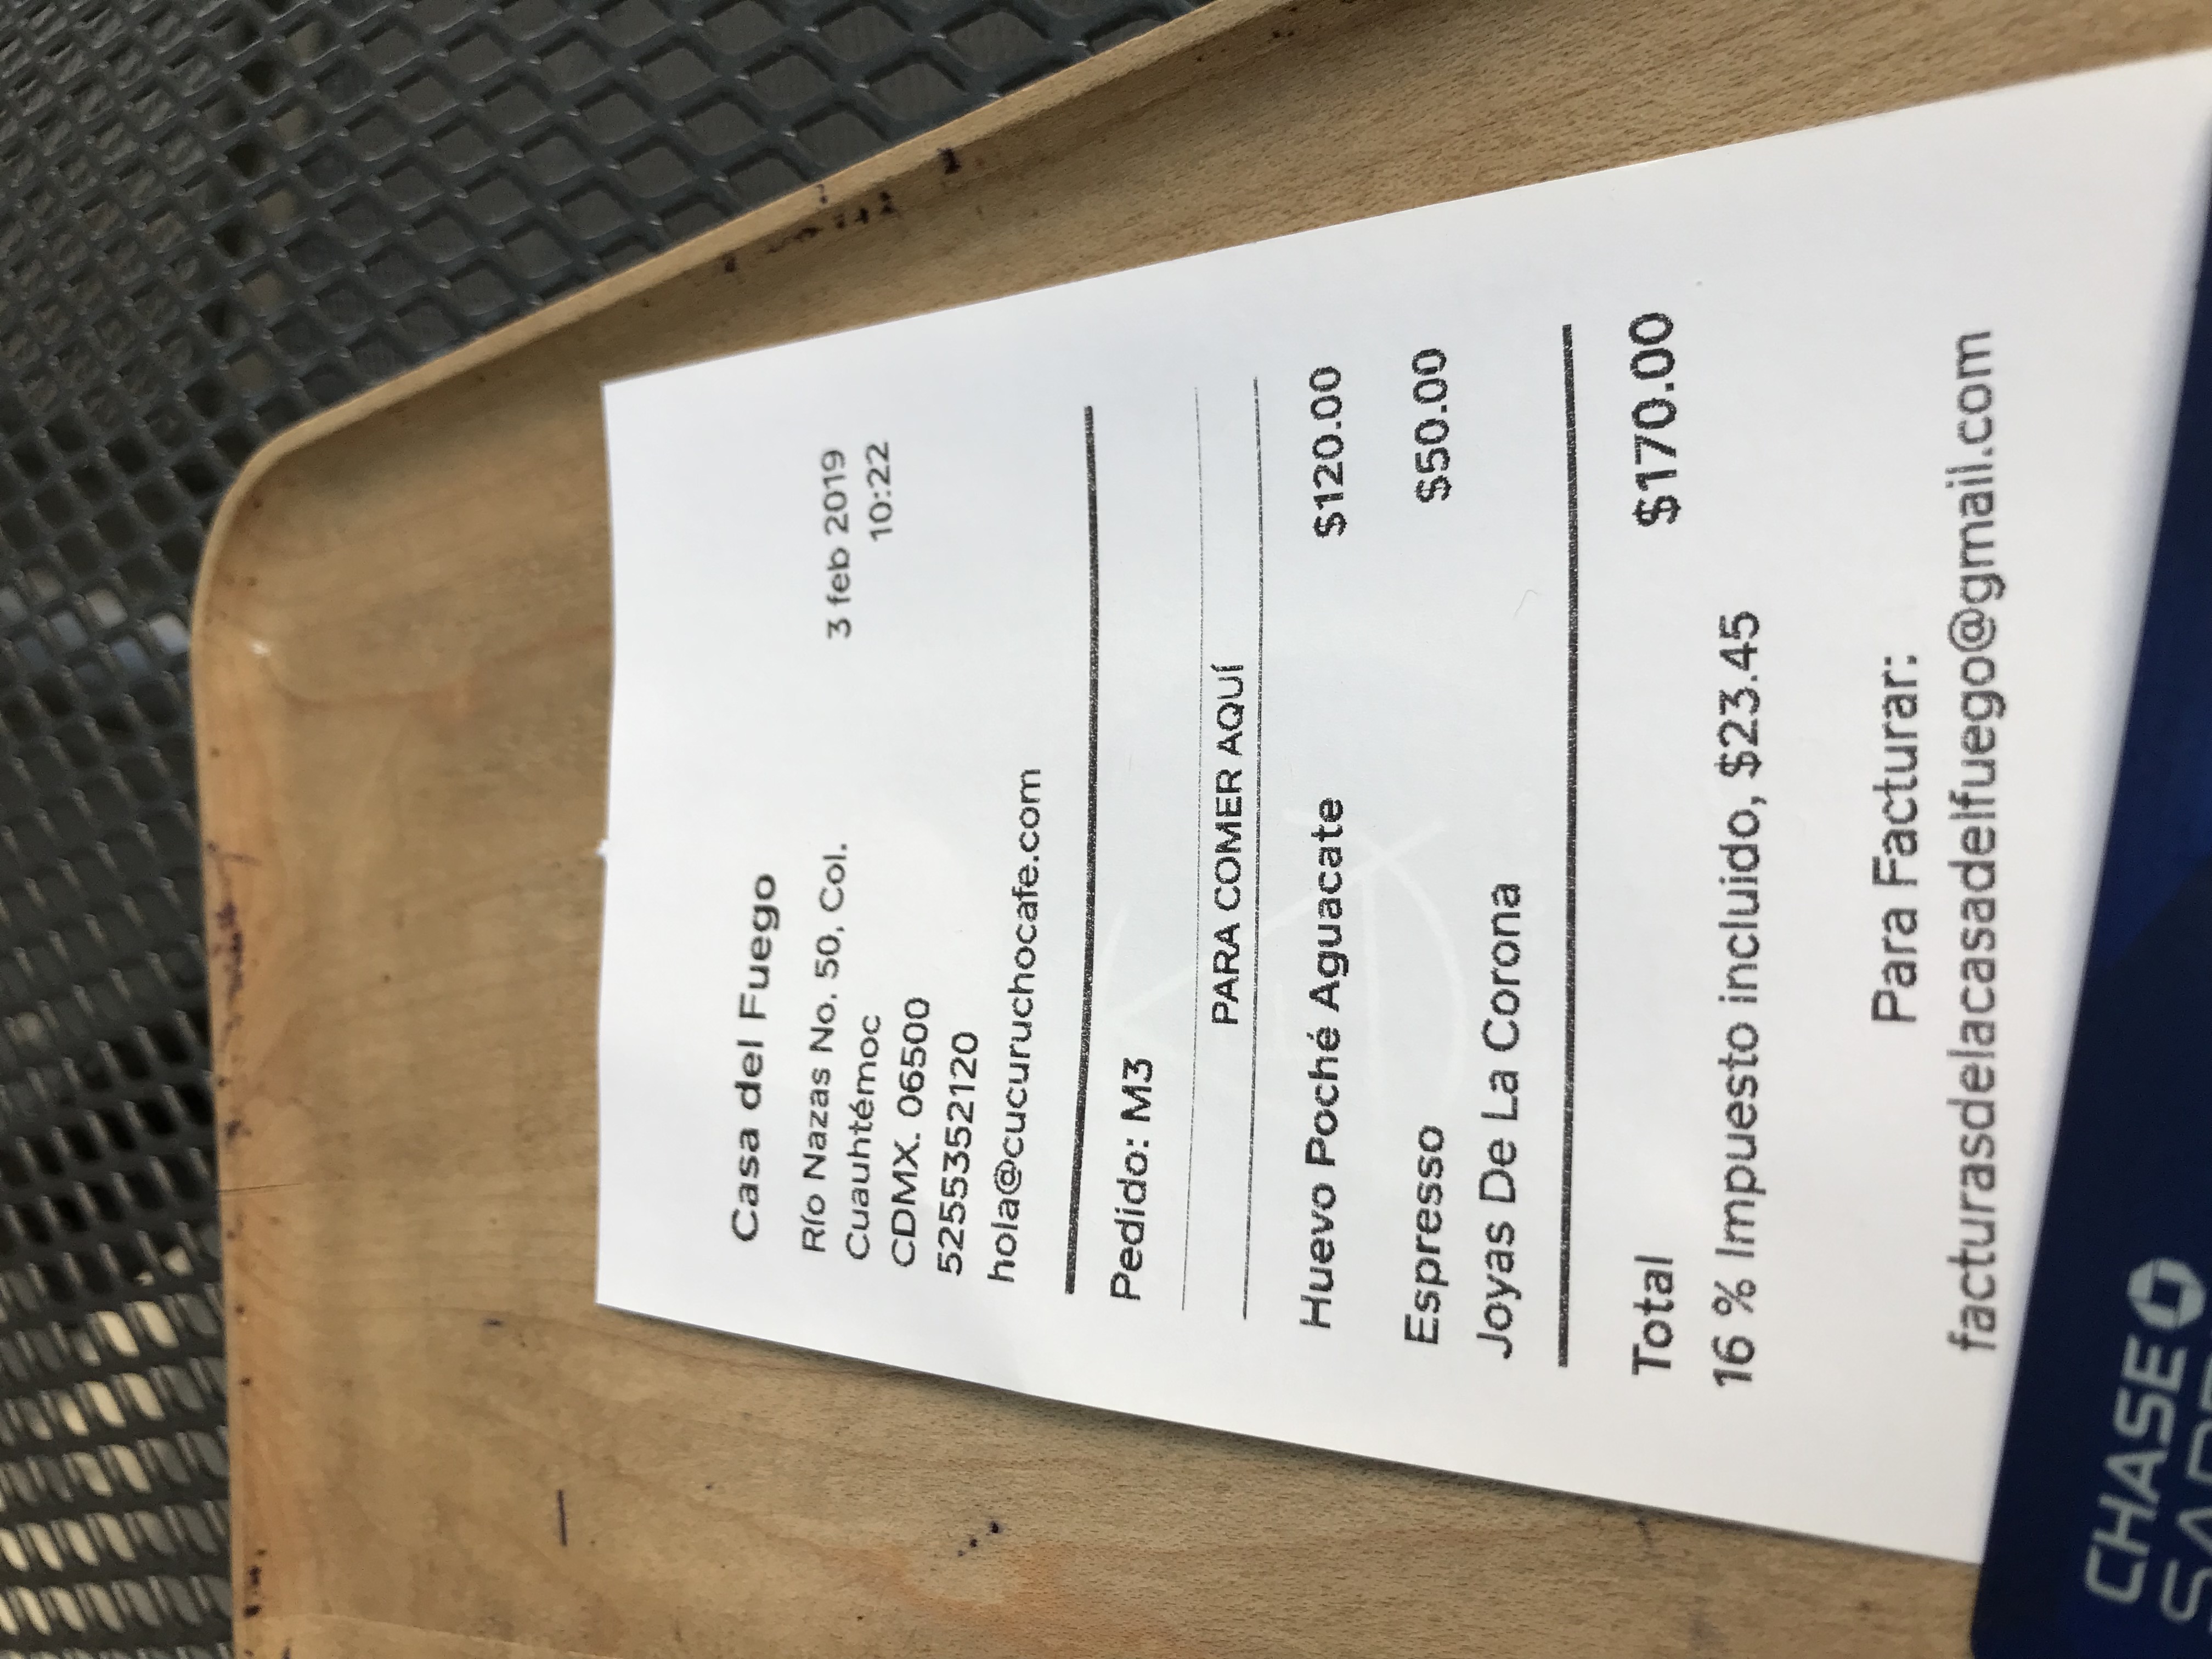 Casa del Fuego
Río Nazas No. 50, Col.
Cuauhtémoc
CDMX. 06500
5255352120
hola@cucuruchocafe.com
3 feb 2019
10:22
Pedido: M3
PARA COMER AQUÍ
Huevo Poché Aguacate $120.00
Espresso $50.00
Joyas De La Corona
Total $170.00
16 % Impuesto incluido, $23.45
Para Facturar:
facturasdelacasadelfuego@gmail.com
CHASE